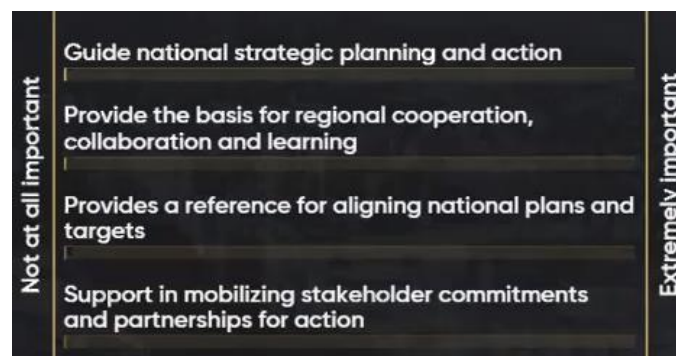 Not at all important
Guide national strategic planning and action
Provide the basis for regional cooperation,
collaboration and learning
Provides a reference for aligning national plans and
targets
Support in mobilizing stakeholder commitments
and partnerships for action
Extremely important